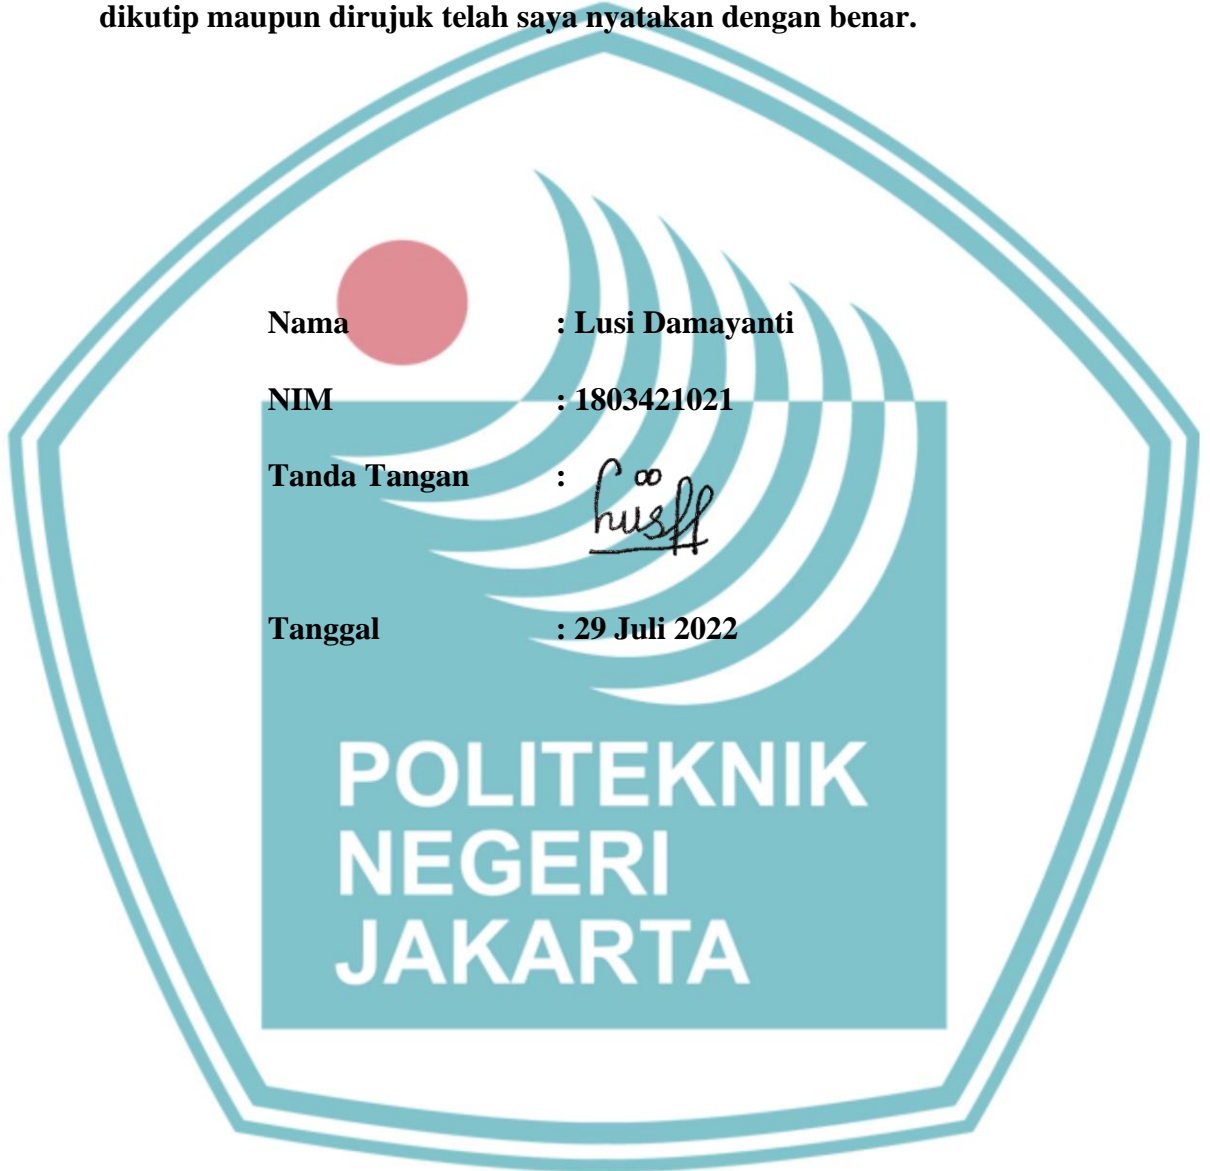 dikutip maupun dirujuk telah saya nyatakan dengan benar.
Nama : Lusi Damayanti
NIM : 1803421021
Tanda Tangan :
Tanggal : 29 Juli 2022
POLITEKNIK
NEGERI
JAKARTA